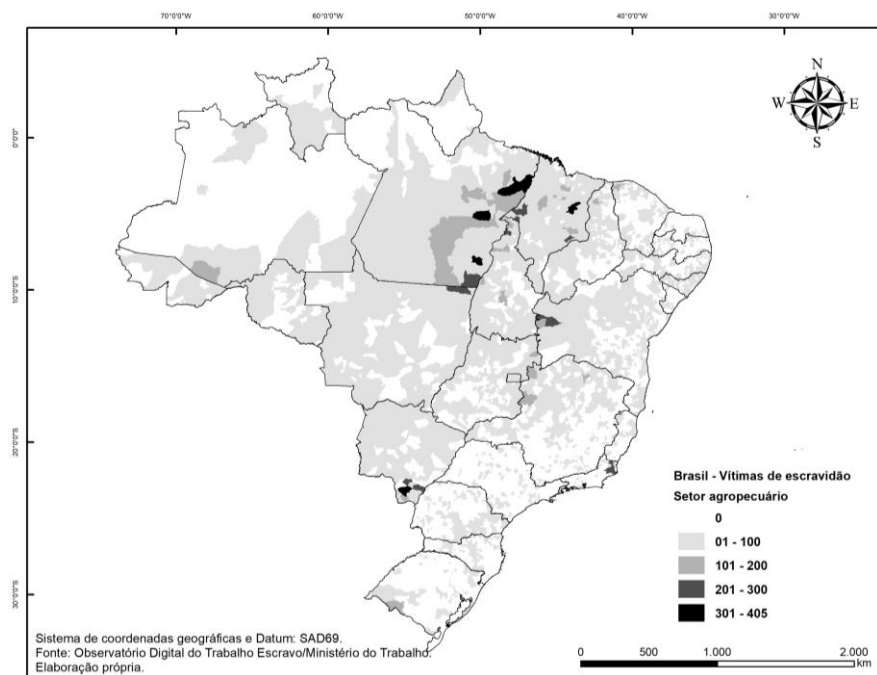 70°0'0"W 60°0'0"W 50°0'0"W 40°0'0"W 30°0'0"W
N
W E
S
0°0'0"
10°0'0"S
20°0'0"S
30°0'0"S
Brasil - Vítimas de escravidão
Setor agropecuário
0
01 - 100
101 - 200
201 - 300
301 - 405
Sistema de coordenadas geográficas e Datum: SAD69.
Fonte: Observatório Digital do Trabalho Escravo/Ministério do Trabalho.
Elaboração própria.
0 500 1.000 2.000
km